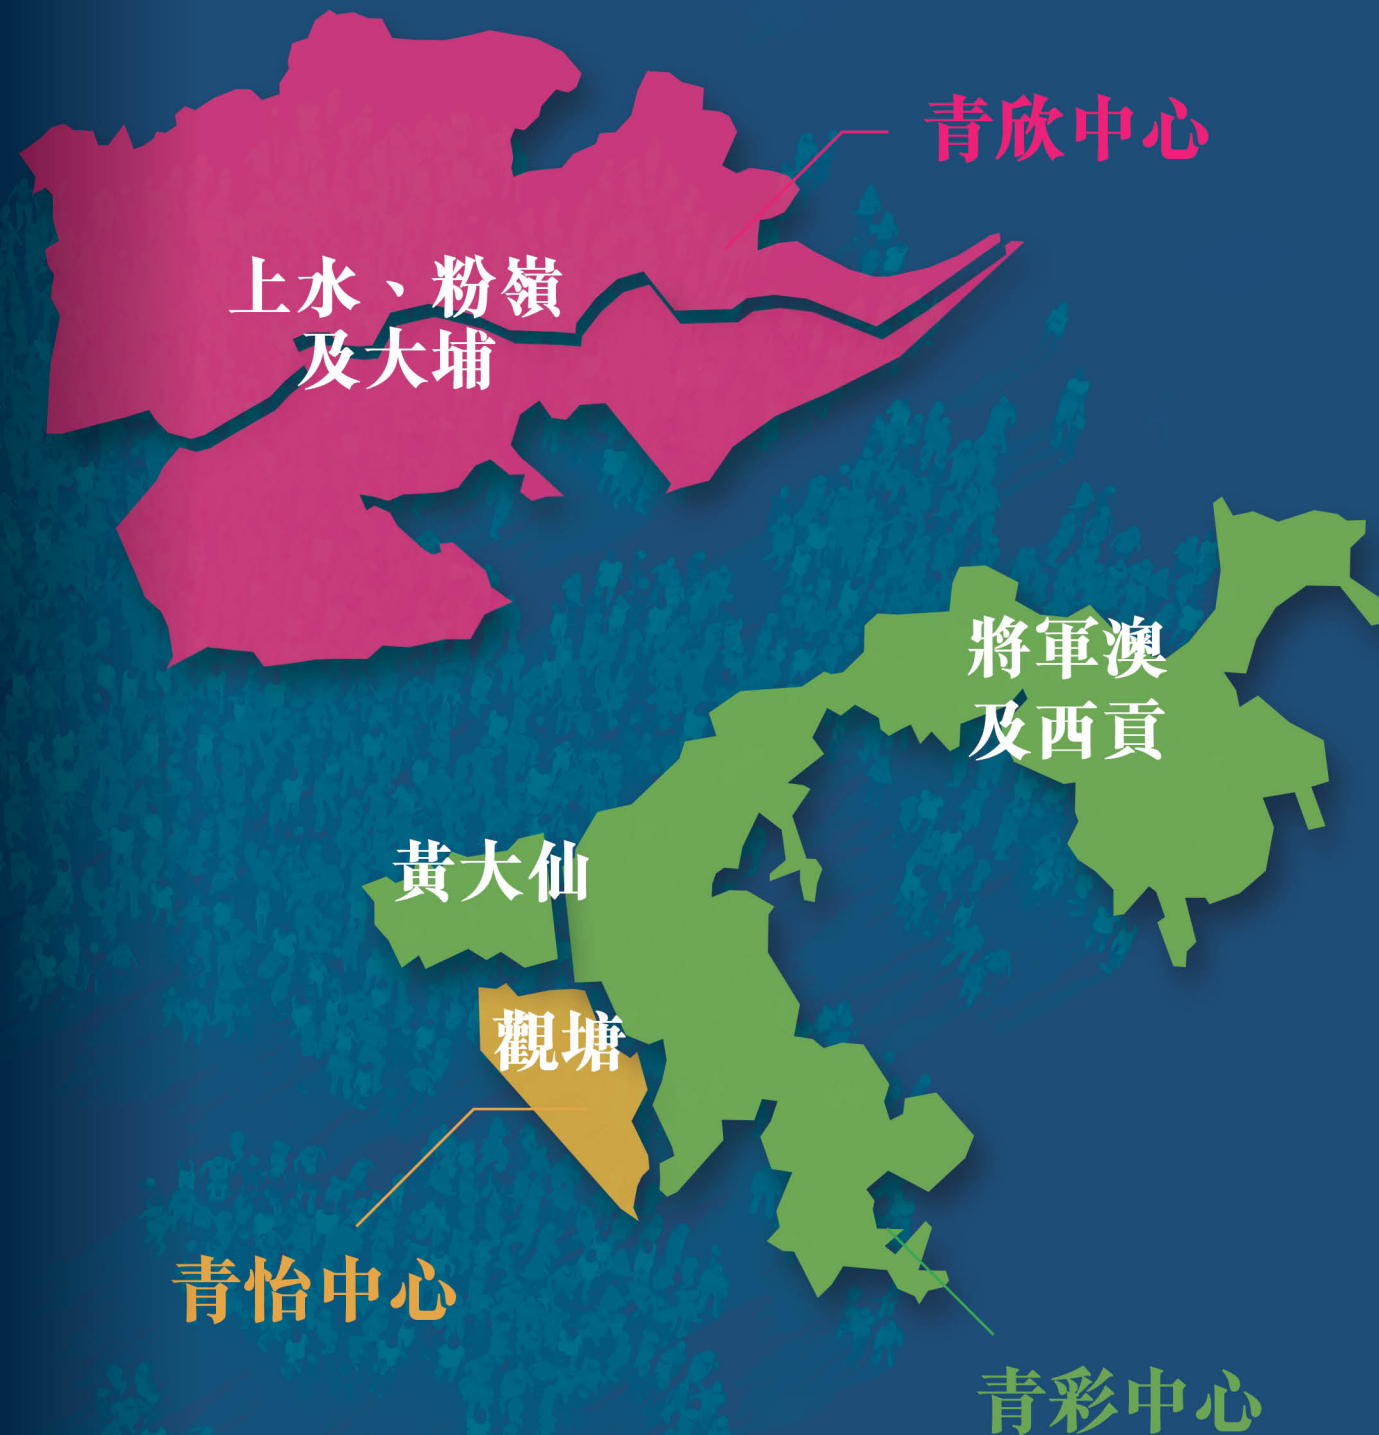 青欣中心
上水、粉嶺
及大埔
將軍澳
及西貢
黃大仙
觀塘
青怡中心
青彩中心